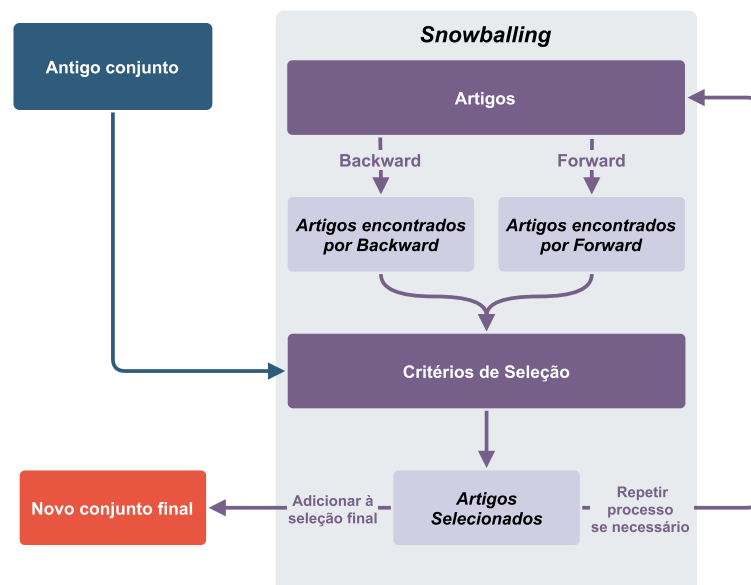 Snowballing
Antigo conjunto
Artigos
Backward
Forward
Artigos encontrados
por Backward
Artigos encontrados
por Forward
Critérios de Seleção
Novo conjunto final
Adicionar à
seleção final
Artigos
Selecionados
Repetir
processo
se necessário